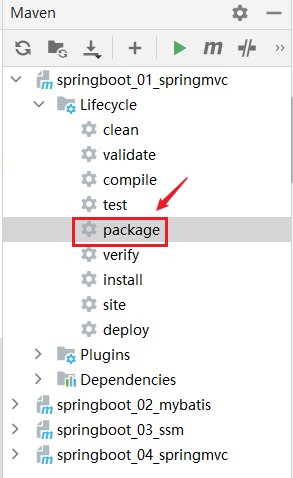 Maven
springboot_01_springmvc
Lifecycle
clean
validate
compile
test
package
verify
install
site
deploy
Plugins
Dependencies
springboot_02_mybatis
springboot_03_ssm
springboot_04_springmvc